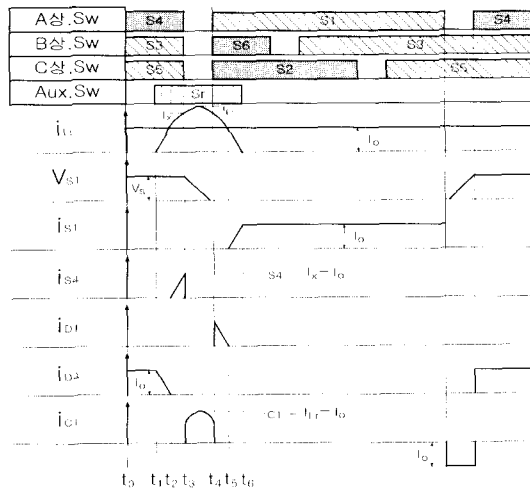 A상.Sw S4 S1 S4
B상.Sw S3 S6 S3
C상.Sw S5 S2 S5
Aux.Sw Sr
Ix Ir
iLr Io
VS1 Vs
iS1 Io
iS4 S4 Ix-Io
iD1
iD4 Io
iC1 C1 = ILr-Io
Io
t0 t1 t2 t3 t4 t5 t6